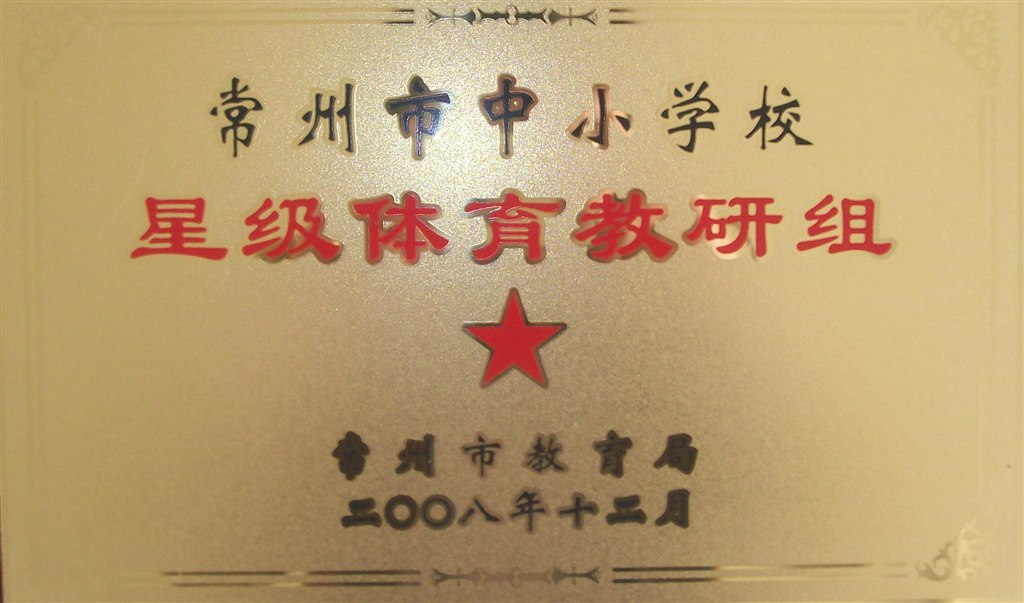 常州市中小学校
星级体育教研组
常州市教育局
二〇〇八年十二月